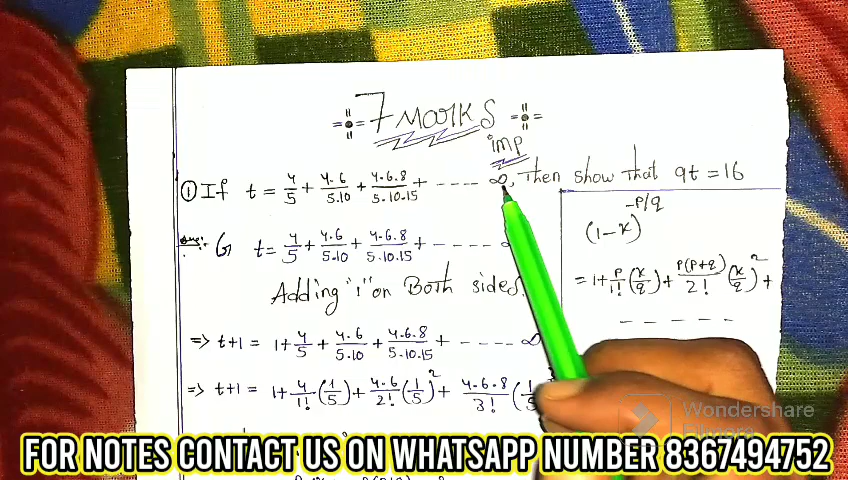 7 Marks
imp
① If t = 4/5 + 4·6/5·10 + 4·6·8/5·10·15 + ---- ∞, Then show that 9t = 16
(1-x)^(-P/q)
Ans:- G t = 4/5 + 4·6/5·10 + 4·6·8/5·10·15 + ---- ∞
= 1 + P/1! (x/q) + P(P+q)/2! (x/q)² +
- - - - -
Adding "1" on Both sides.
=> t+1 = 1 + 4/5 + 4·6/5·10 + 4·6·8/5·10·15 + ---- ∞
=> t+1 = 1 + 4/1! (1/5) + 4·6/2! (1/5)² + 4·6·8/3! (1/5
Wondershare
Filmora
FOR NOTES CONTACT US ON WHATSAPP NUMBER 8367494752